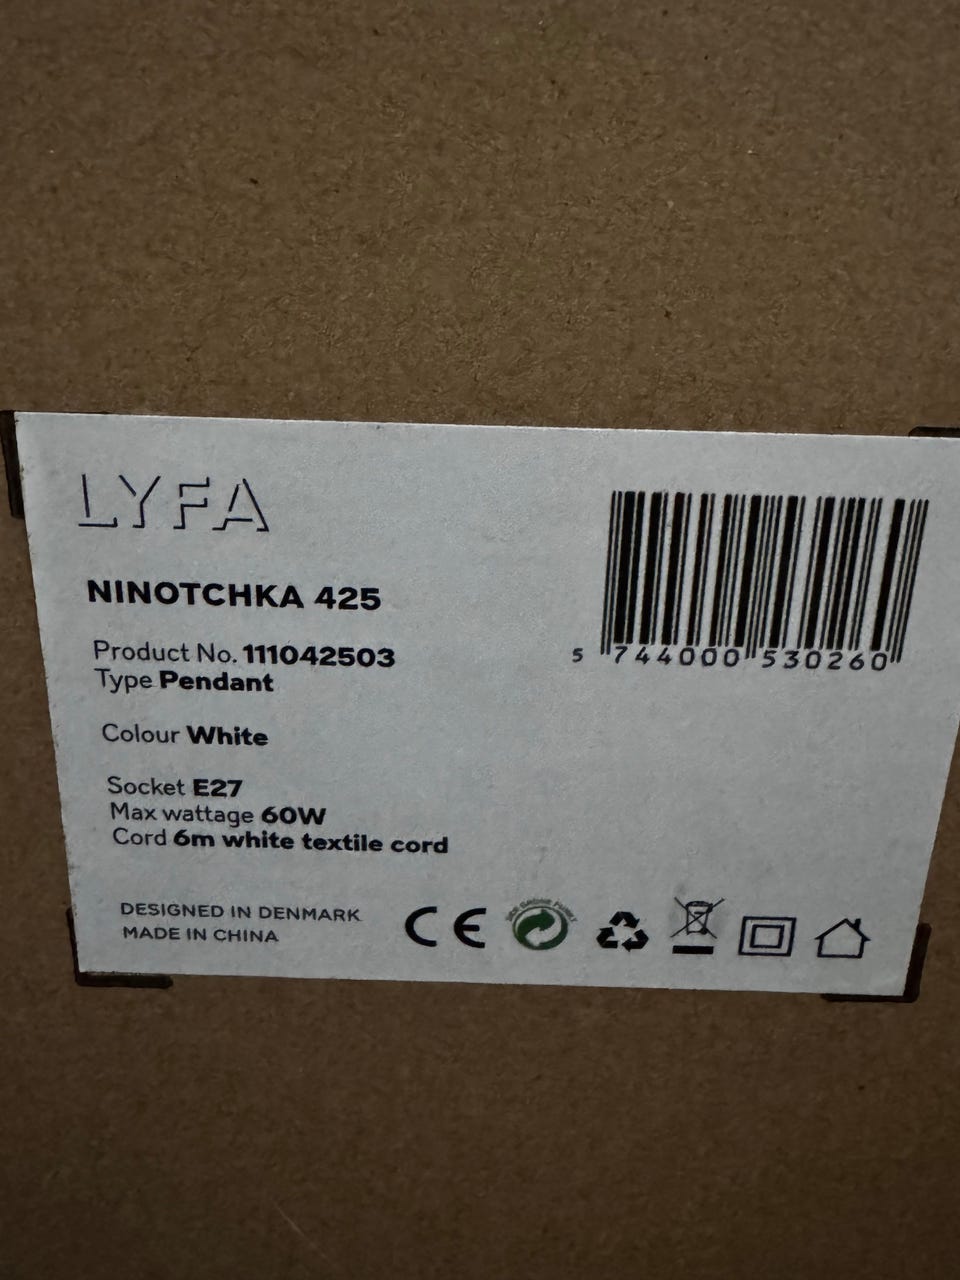 LYFA
NINOTCHKA 425
Product No. 111042503
Type Pendant
Colour White
Socket E27
Max wattage 60W
Cord 6m white textile cord
DESIGNED IN DENMARK
MADE IN CHINA
5 744000 530260
CE